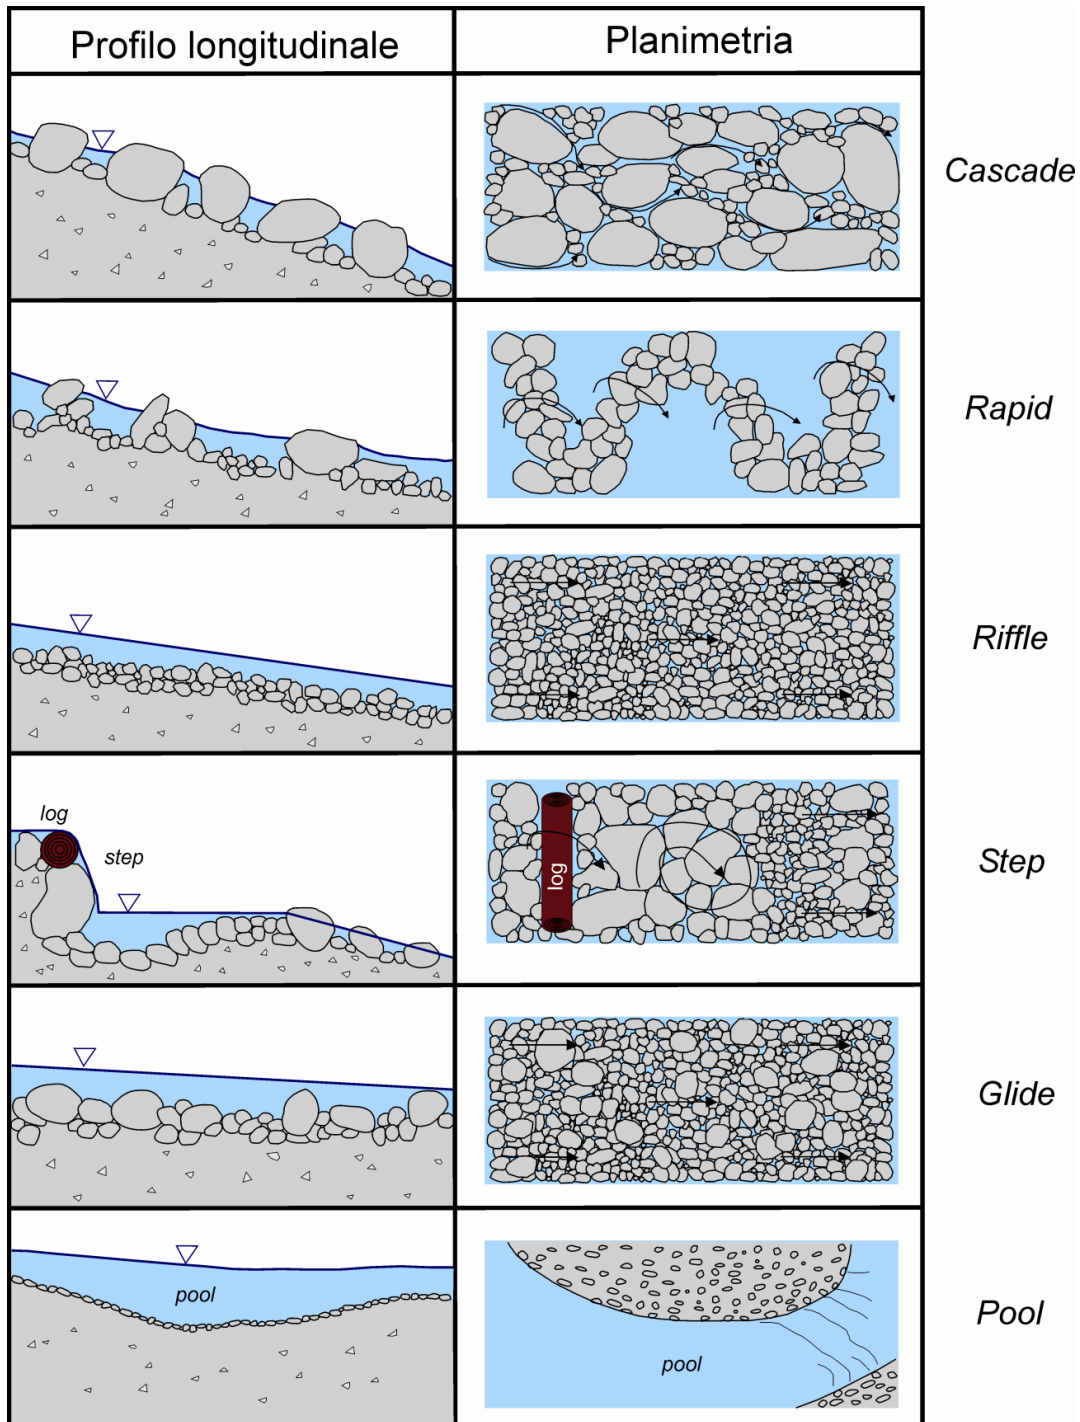 Profilo longitudinale
Planimetria
Cascade
Rapid
Riffle
log
step
log
Step
Glide
pool
pool
Pool